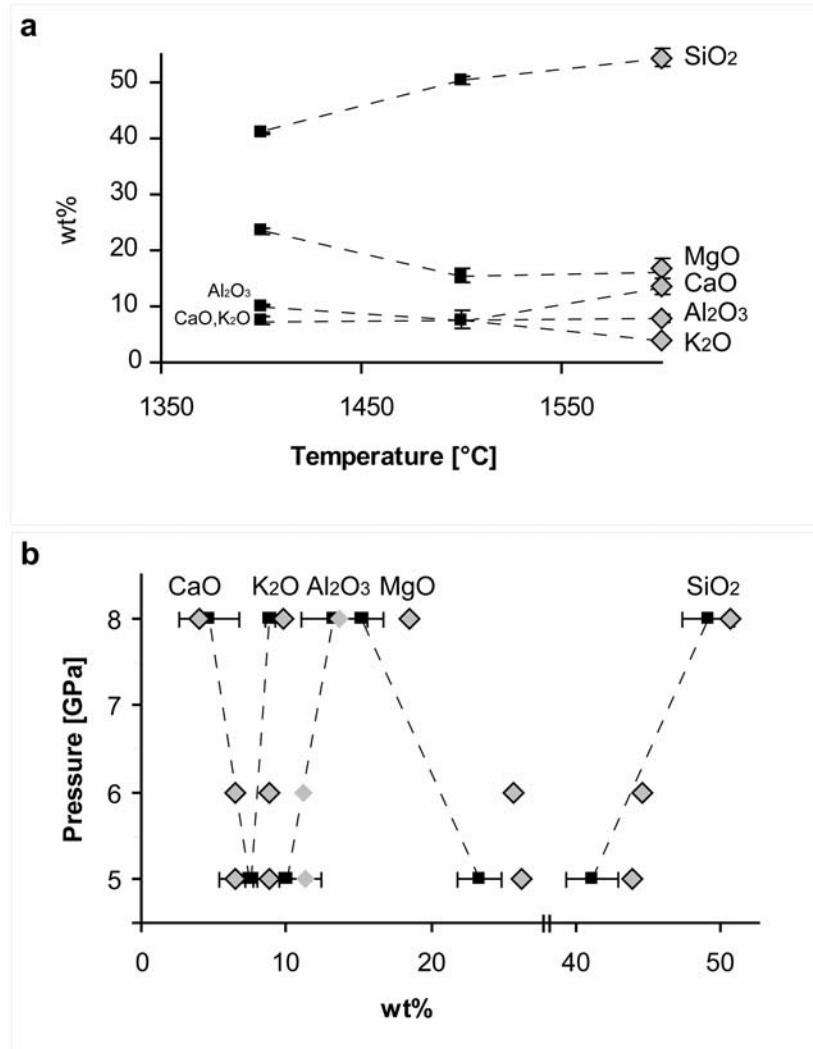 a
50
40
30
20
10
0
wt%
SiO2
MgO
CaO
Al2O3
K2O
Al2O3
CaO,K2O
1350 1450 1550
Temperature [°C]
b
CaO K2O Al2O3 MgO SiO2
8
7
6
5
Pressure [GPa]
0 10 20 40 50
wt%